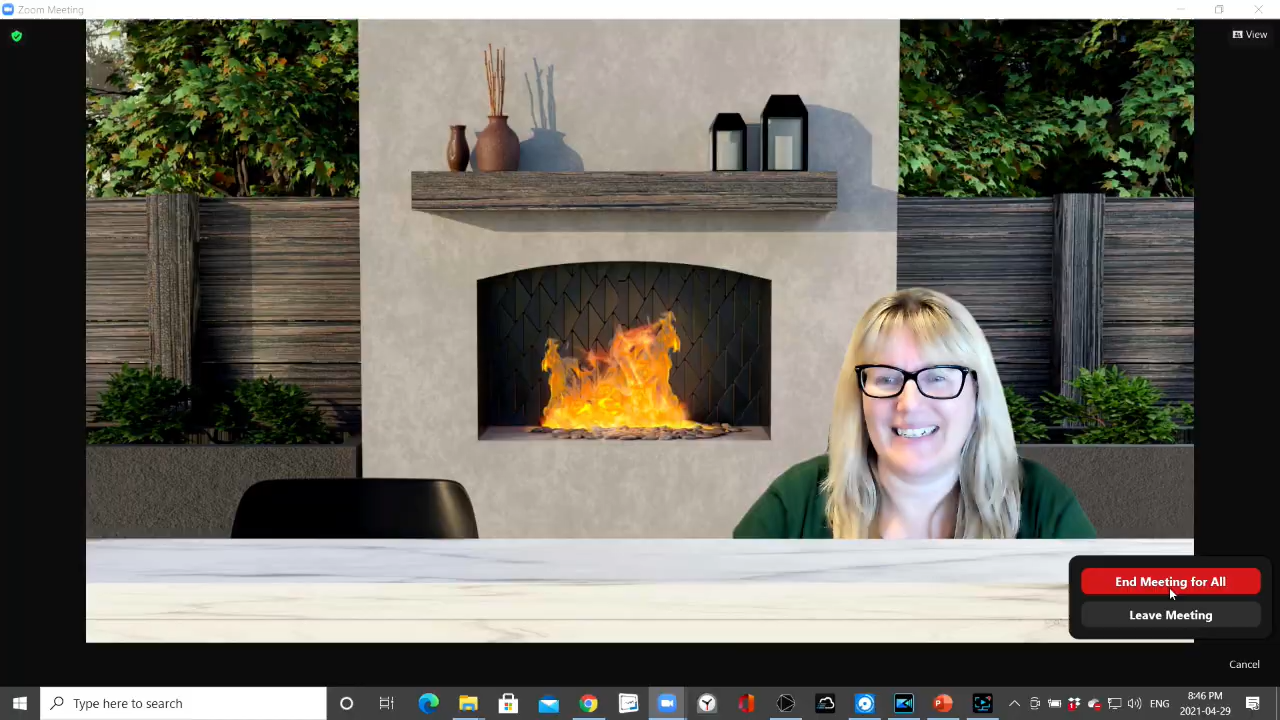 Zoom Meeting
View
End Meeting for All
Leave Meeting
Cancel
Type here to search
ENG
8:46 PM
2021-04-29